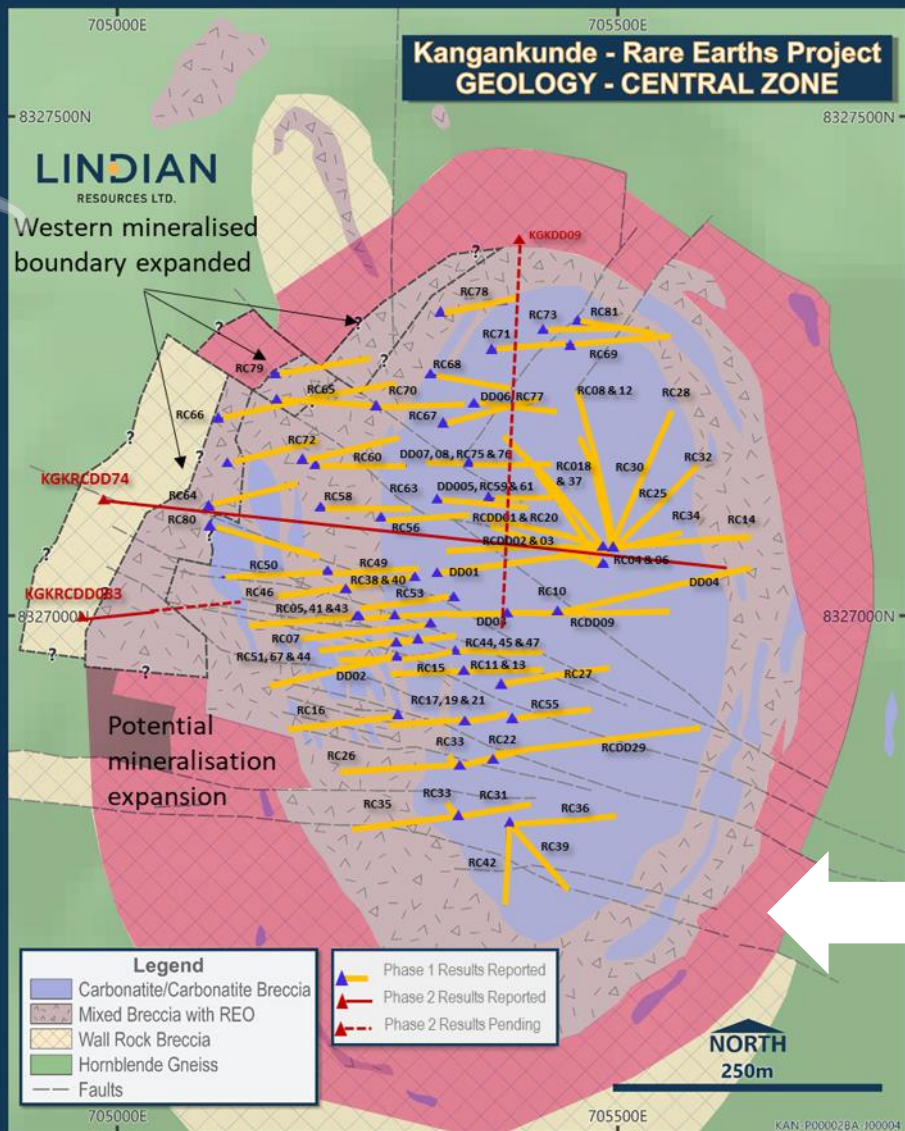 705000E
705500E
Kangankunde - Rare Earths Project
GEOLOGY - CENTRAL ZONE
8327500N
8327500N
LINDIAN
RESOURCES LTD.
Western mineralised
boundary expanded
?
?
?
?
?
?
?
?
?
?
?
KGKDD09
RC78
RC73
RC81
RC71
RC69
RC79
RC68
RC65
RC70
DD06
RC77
RC08 & 12
RC28
RC66
RC67
RC72
RC60
DD07, 08, RC75 & 76
RC018
& 37
RC30
RC32
KGKRCDD74
RC64
RC63
DD005, RC59 & 61
RC25
RC58
RC80
RC56
RCDD01 & RC20
RC34
RC14
RCDD02 & 03
RC04 & 06
RC50
RC49
DD01
DD04
KGKRCDD083
RC46
RC38 & 40
RC53
RC10
8327000N
8327000N
RC05, 41 & 43
DD03
RCDD09
RC07
RC44, 45 & 47
RC51, 67 & 44
DD02
RC15
RC11 & 13
RC27
RC16
RC17, 19 & 21
RC55
Potential
mineralisation
expansion
RC26
RC33
RC22
RCDD29
RC35
RC33
RC31
RC36
RC39
RC42
Legend
Carbonatite/Carbonatite Breccia
Mixed Breccia with REO
Wall Rock Breccia
Hornblende Gneiss
Faults
Phase 1 Results Reported
Phase 2 Results Reported
Phase 2 Results Pending
NORTH
250m
705000E
705500E
KAN-P00002BA-J00004